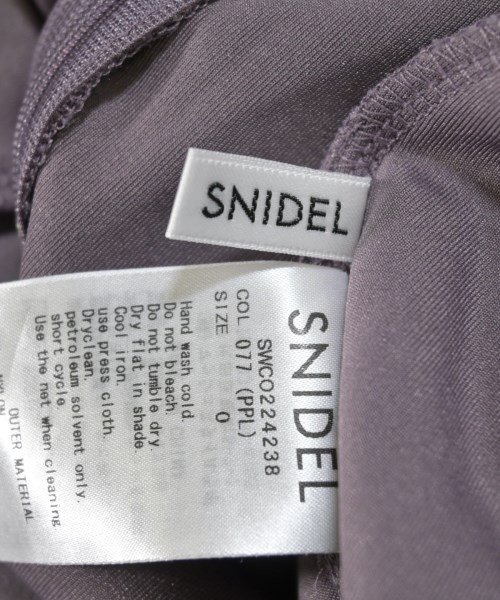 SNIDEL
SNIDEL
SWCO224238
COL 077 (PPL)
SIZE 0
Hand wash cold.
Do not bleach.
Do not tumble dry.
Dry flat in shade.
Cool iron.
use press cloth.
Dryclean.
petroleum solvent only.
short cycle.
Use the net when cleaning
OUTER MATERIAL